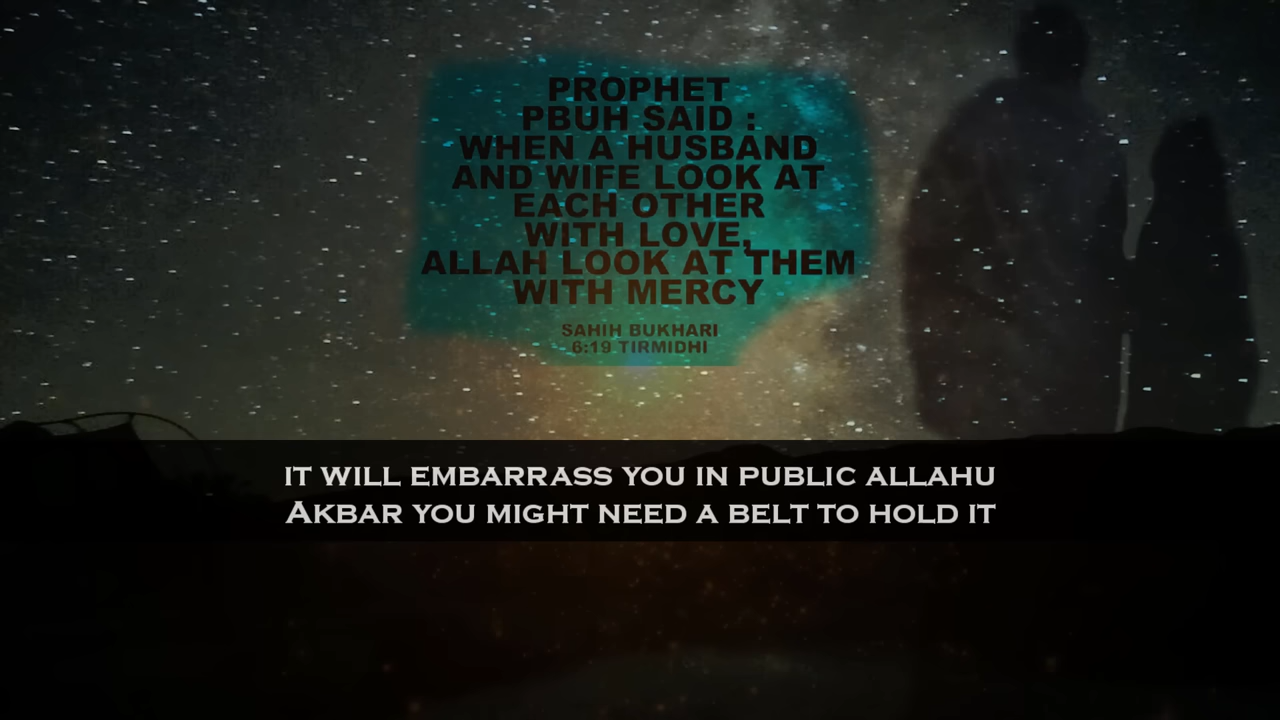 PROPHET
PBUH SAID :
WHEN A HUSBAND
AND WIFE LOOK AT
EACH OTHER
WITH LOVE,
ALLAH LOOK AT THEM
WITH MERCY
SAHIH BUKHARI
6:19 TIRMIDHI
IT WILL EMBARRASS YOU IN PUBLIC ALLAHU
AKBAR YOU MIGHT NEED A BELT TO HOLD IT